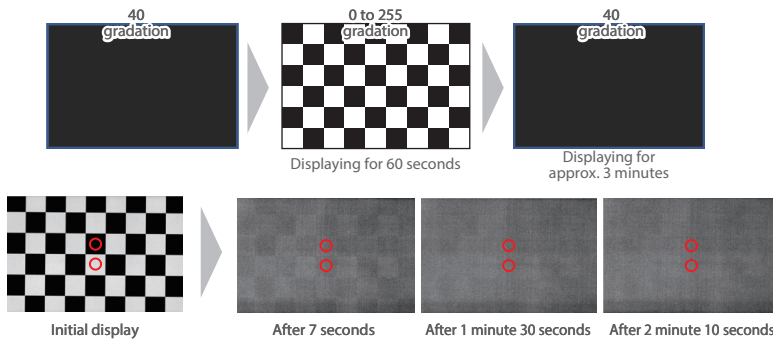 40
gradation
0 to 255
gradation
40
gradation
Displaying for 60 seconds
Displaying for
approx. 3 minutes
Initial display
After 7 seconds
After 1 minute 30 seconds
After 2 minute 10 seconds